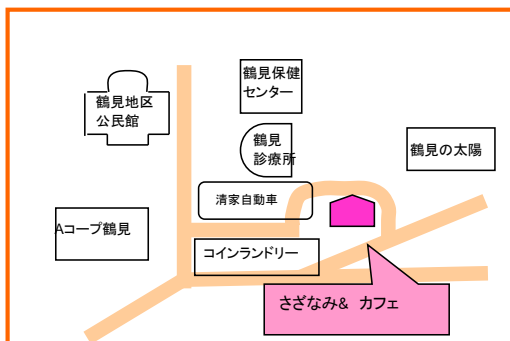 鶴見保健
センター
鶴見地区
公民館
鶴見
診療所
鶴見の太陽
清家自動車
Aコープ鶴見
コインランドリー
さざなみ& カフェ